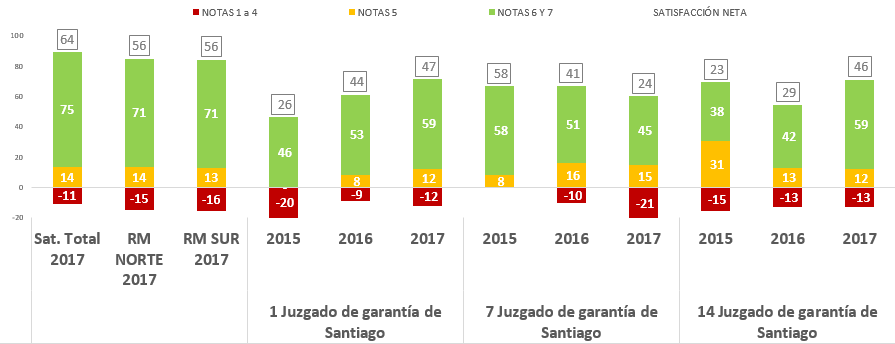 NOTAS 1 a 4 NOTAS 5 NOTAS 6 Y 7 SATISFACCIÓN NETA
100
80
60
40
20
0
-20
64 56 56 26 44 47 58 41 24 23 29 46
75 71 71 46 53 59 58 51 45 38 42 59
14 14 13 8 12 8 16 15 31 13 12
-11 -15 -16 -20 -9 -12 -10 -21 -15 -13 -13
Sat. Total
2017
RM
NORTE
2017
RM SUR
2017
2015 2016 2017 2015 2016 2017 2015 2016 2017
1 Juzgado de garantía de
Santiago
7 Juzgado de garantía de
Santiago
14 Juzgado de garantía de
Santiago